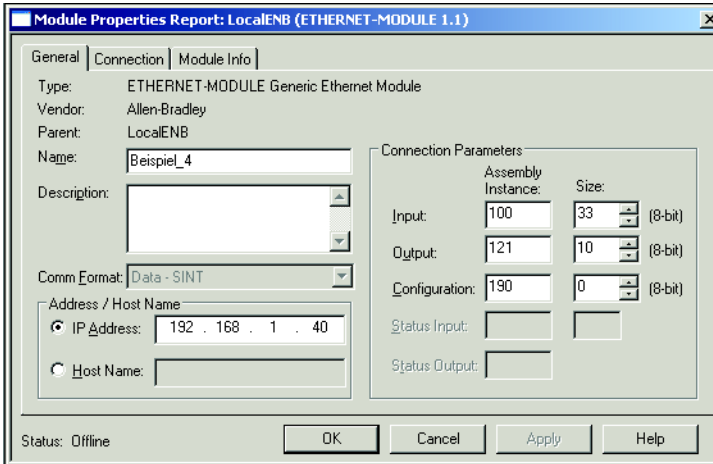 Module Properties Report: LocalENB (ETHERNET-MODULE 1.1)
General Connection Module Info
Type: ETHERNET-MODULE Generic Ethernet Module
Vendor: Allen-Bradley
Parent: LocalENB
Name: Beispiel_4
Description:
Comm Format: Data - SINT
Address / Host Name
IP Address: 192 . 168 . 1 . 40
Host Name:
Connection Parameters
Assembly
Instance: Size:
Input: 100 33 (8-bit)
Output: 121 10 (8-bit)
Configuration: 190 0 (8-bit)
Status Input:
Status Output:
Status: Offline OK Cancel Apply Help